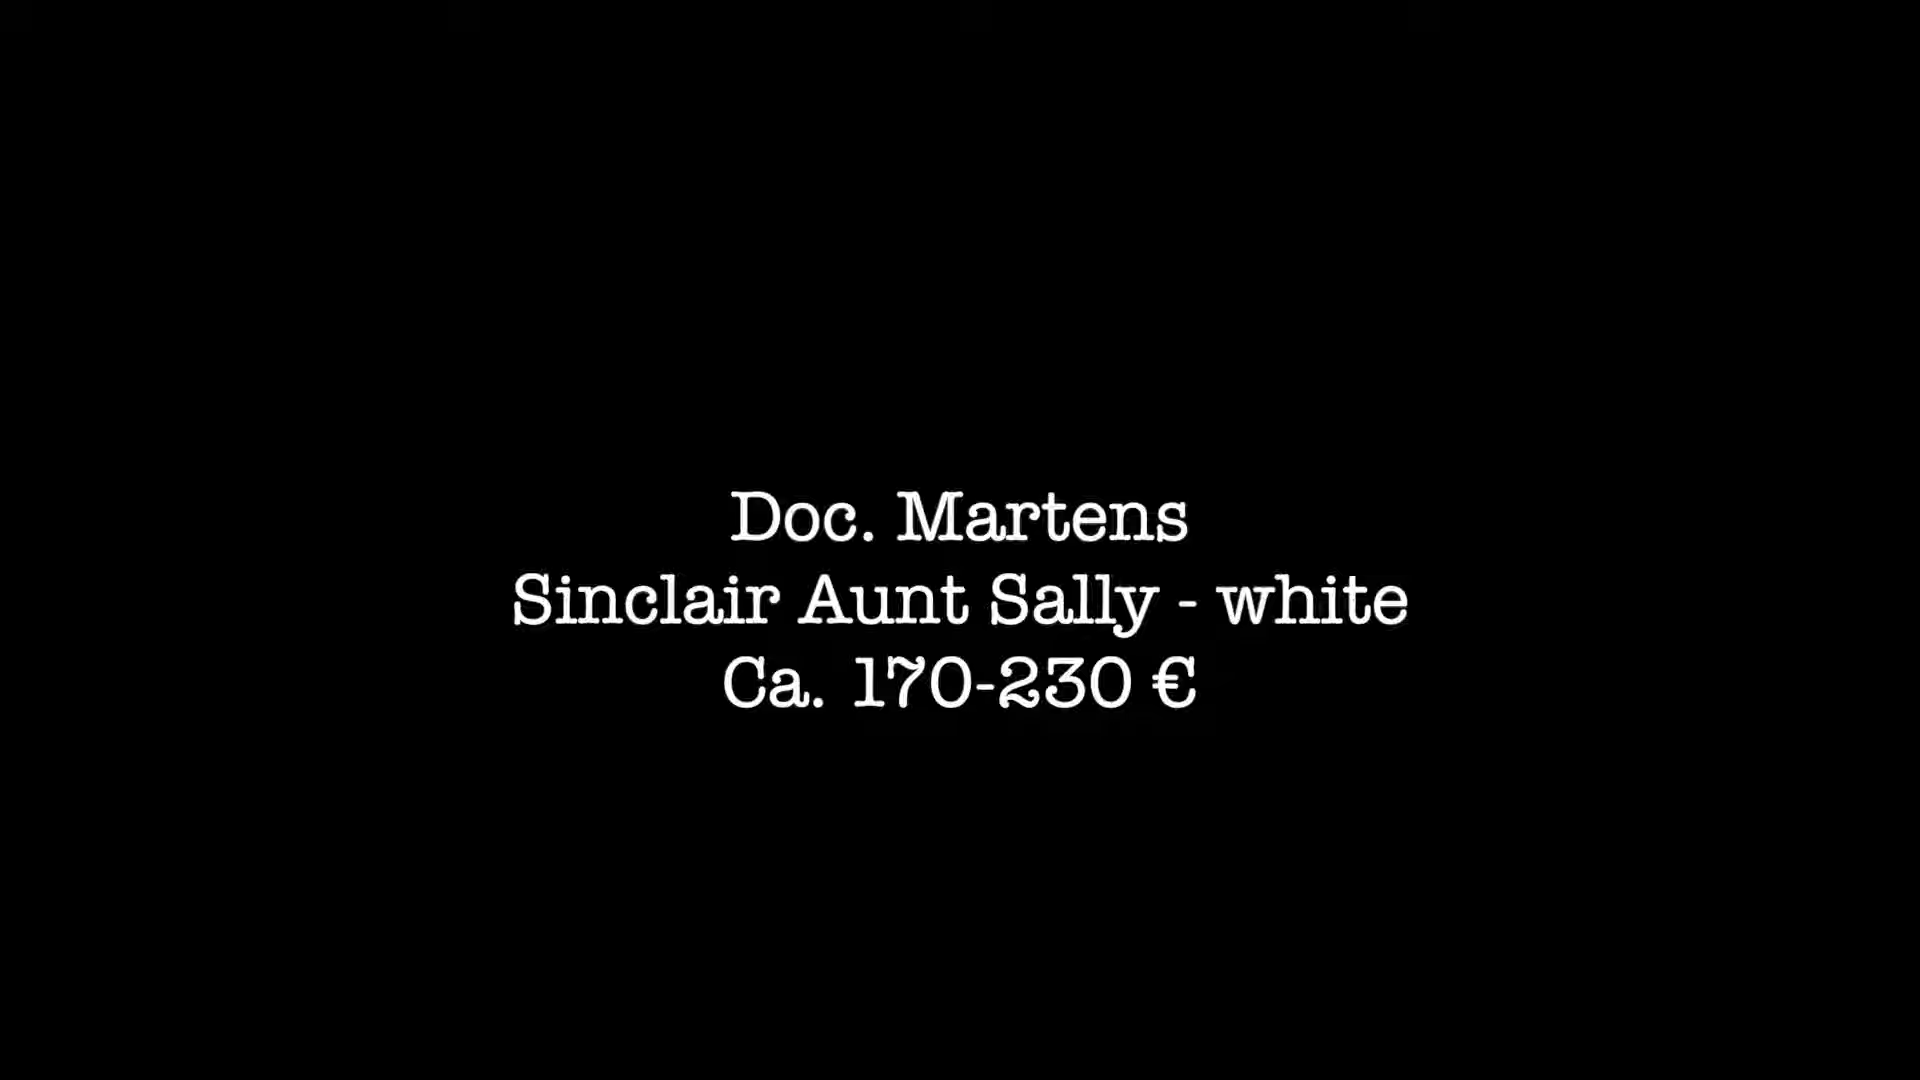 Doc. Martens
Sinclair Aunt Sally - white
Ca. 170-230 €